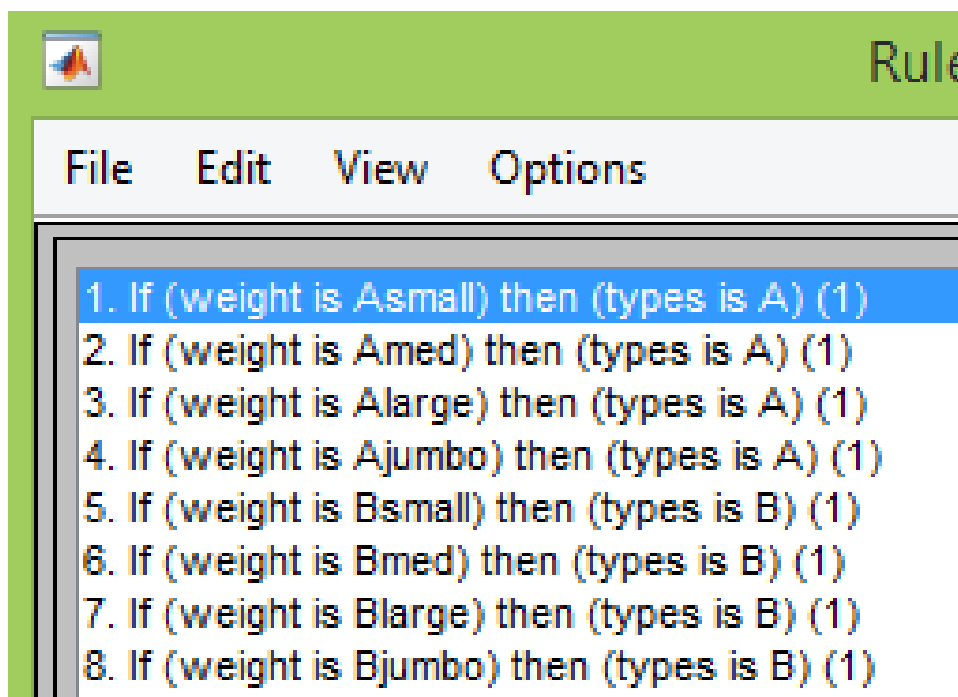 Rule
File Edit View Options
1. If (weight is Asmall) then (types is A) (1)
2. If (weight is Amed) then (types is A) (1)
3. If (weight is Alarge) then (types is A) (1)
4. If (weight is Ajumbo) then (types is A) (1)
5. If (weight is Bsmall) then (types is B) (1)
6. If (weight is Bmed) then (types is B) (1)
7. If (weight is Blarge) then (types is B) (1)
8. If (weight is Bjumbo) then (types is B) (1)